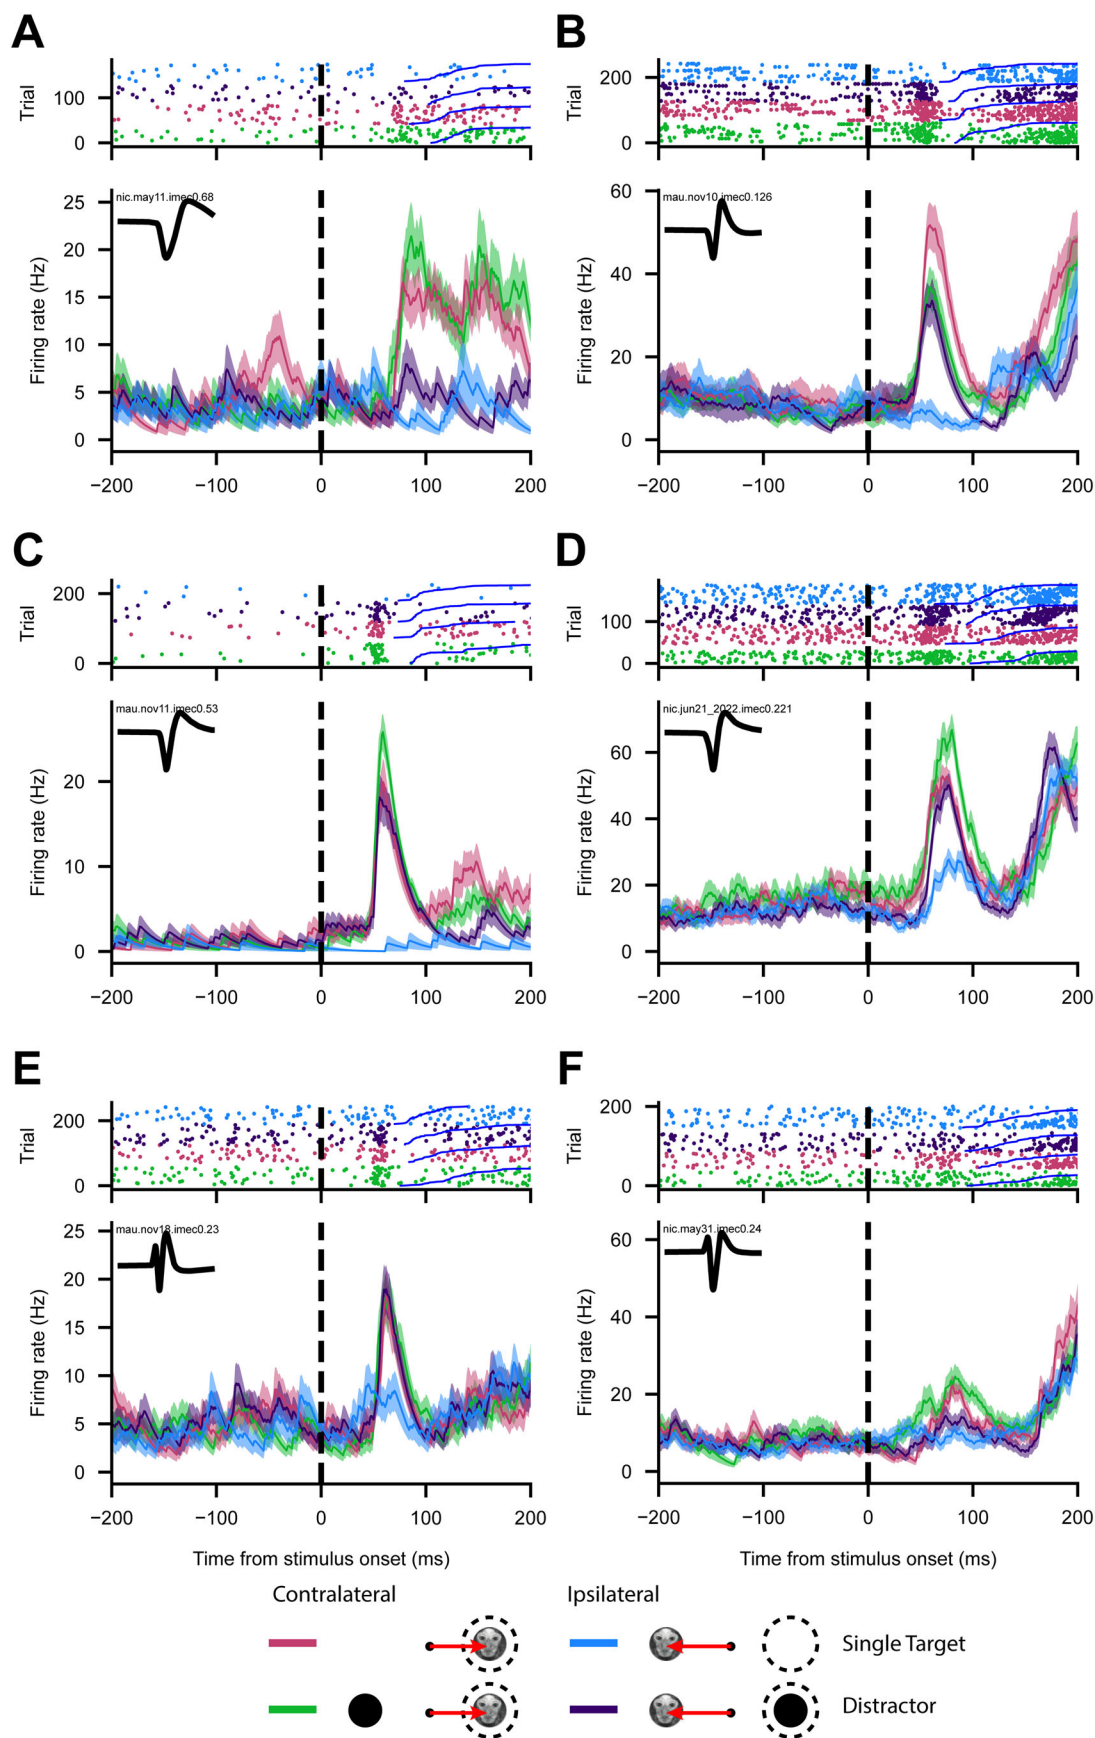 A
B
Trial
100
0
Trial
200
0
nic.may11.imec0.68
mau.nov10.imec0.126
Firing rate (Hz)
25
20
15
10
5
0
Firing rate (Hz)
60
40
20
0
−200 −100 0 100 200
−200 −100 0 100 200
C
D
Trial
200
0
Trial
100
0
mau.nov11.imec0.53
nic.jun21_2022.imec0.221
Firing rate (Hz)
20
10
0
Firing rate (Hz)
60
40
20
0
−200 −100 0 100 200
−200 −100 0 100 200
E
F
Trial
200
0
Trial
200
100
0
mau.nov18.imec0.23
nic.may31.imec0.24
Firing rate (Hz)
25
20
15
10
5
0
Firing rate (Hz)
60
40
20
0
−200 −100 0 100 200
−200 −100 0 100 200
Time from stimulus onset (ms)
Time from stimulus onset (ms)
Contralateral
Ipsilateral
Single Target
Distractor